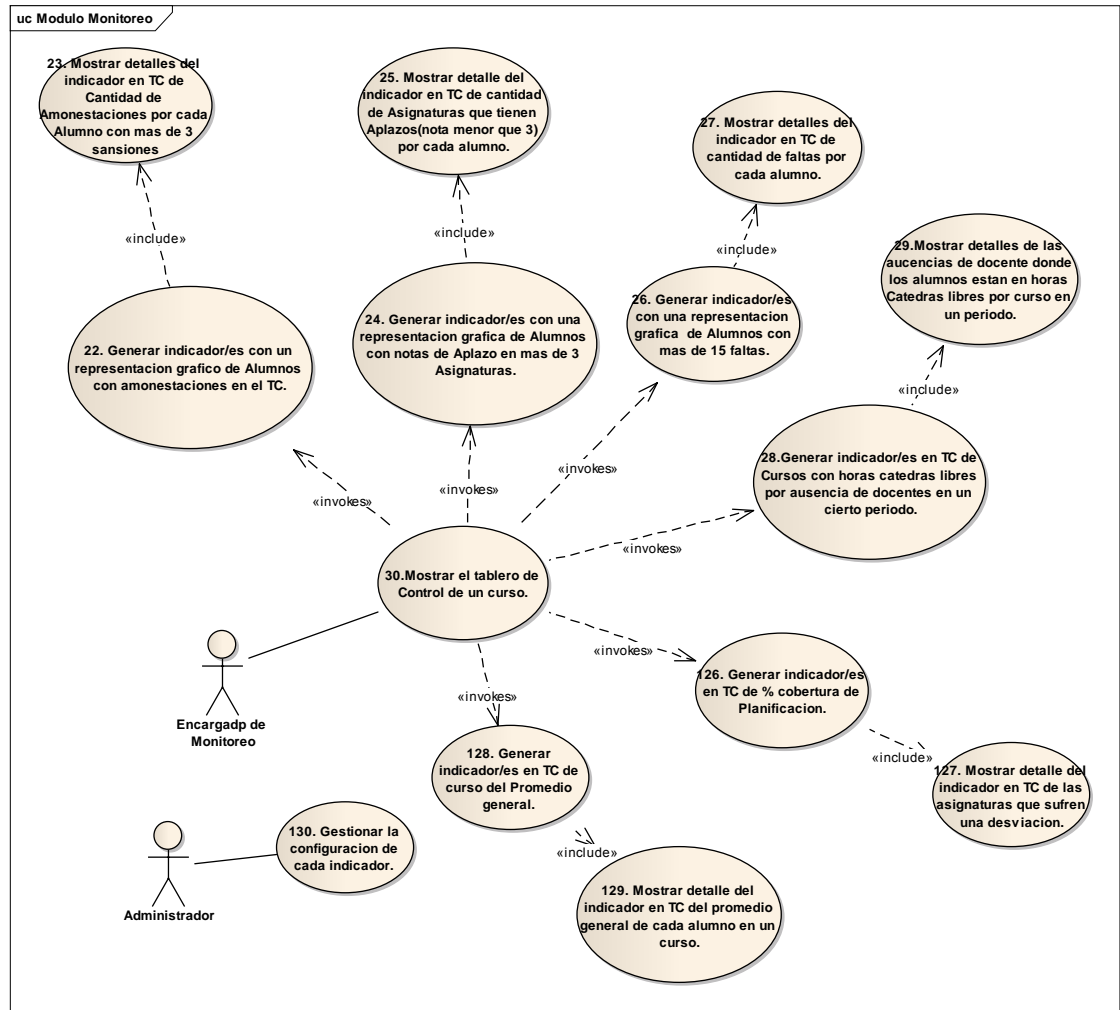 uc Modulo Monitoreo
23. Mostrar detalles del
indicador en TC de
Cantidad de
Amonestaciones por cada
Alumno con mas de 3
sansiones
25. Mostrar detalle del
indicador en TC de cantidad
de Asignaturas que tienen
Aplazos(nota menor que 3)
por cada alumno.
27. Mostrar detalles del
indicador en TC de
cantidad de faltas por
cada alumno.
29.Mostrar detalles de las
aucencias de docente donde
los alumnos estan en horas
Catedras libres por curso en
un periodo.
«include»
«include»
«include»
«include»
22. Generar indicador/es con un
representacion grafico de Alumnos
con amonestaciones en el TC.
24. Generar indicador/es con una
representacion grafica de Alumnos
con notas de Aplazo en mas de 3
Asignaturas.
26. Generar indicador/es
con una representacion
grafica de Alumnos con
mas de 15 faltas.
28.Generar indicador/es en TC de
Cursos con horas catedras libres
por ausencia de docentes en un
cierto periodo.
«invokes»
«invokes»
«invokes»
«invokes»
30.Mostrar el tablero de
Control de un curso.
«invokes»
«invokes»
Encargadp de
Monitoreo
126. Generar indicador/es
en TC de % cobertura de
Planificacion.
«include»
127. Mostrar detalle del
indicador en TC de las
asignaturas que sufren
una desviacion.
128. Generar
indicador/es en TC de
curso del Promedio
general.
«include»
129. Mostrar detalle del
indicador en TC del promedio
general de cada alumno en un
curso.
130. Gestionar la
configuracion de
cada indicador.
Administrador